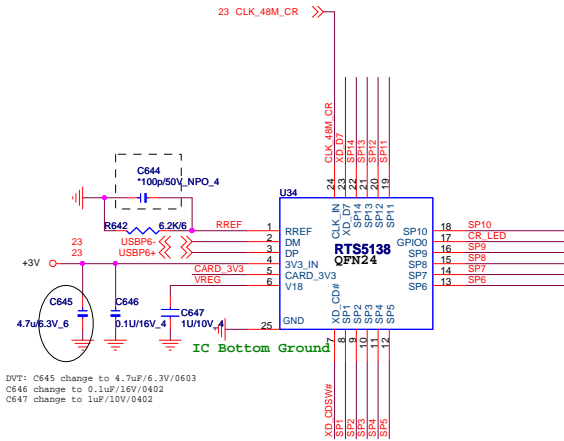 23 CLK_48M_CR
CLK_48M_CR
XD_D7
SP14
SP13
SP12
SP11
24
23
22
21
20
19
C644
*100p/50V_NPO_4
U34
CLK_IN
XD_D7
SP14
SP13
SP12
SP11
R642 6.2K/6
RREF 1 RREF
23 USBP6- 2 DM
23 USBP6+ 3 DP
+3V 4 3V3_IN
CARD_3V3 5 CARD_3V3
VREG 6 V18
RTS5138
QFN24
SP10 18 SP10
GPIO0 17 CR_LED
SP9 16 SP9
SP8 15 SP8
SP7 14 SP7
SP6 13 SP6
C645
4.7u/6.3V_6
C646
0.1U/16V_4
C647
1U/10V_4
25 GND
XD_CD#
SP1
SP2
SP3
SP4
SP5
IC Bottom Ground
7
8
9
10
11
12
XD_CDSW#
SP1
SP2
SP3
SP4
SP5
DVT: C645 change to 4.7uF/6.3V/0603
C646 change to 0.1uF/16V/0402
C647 change to 1uF/10V/0402